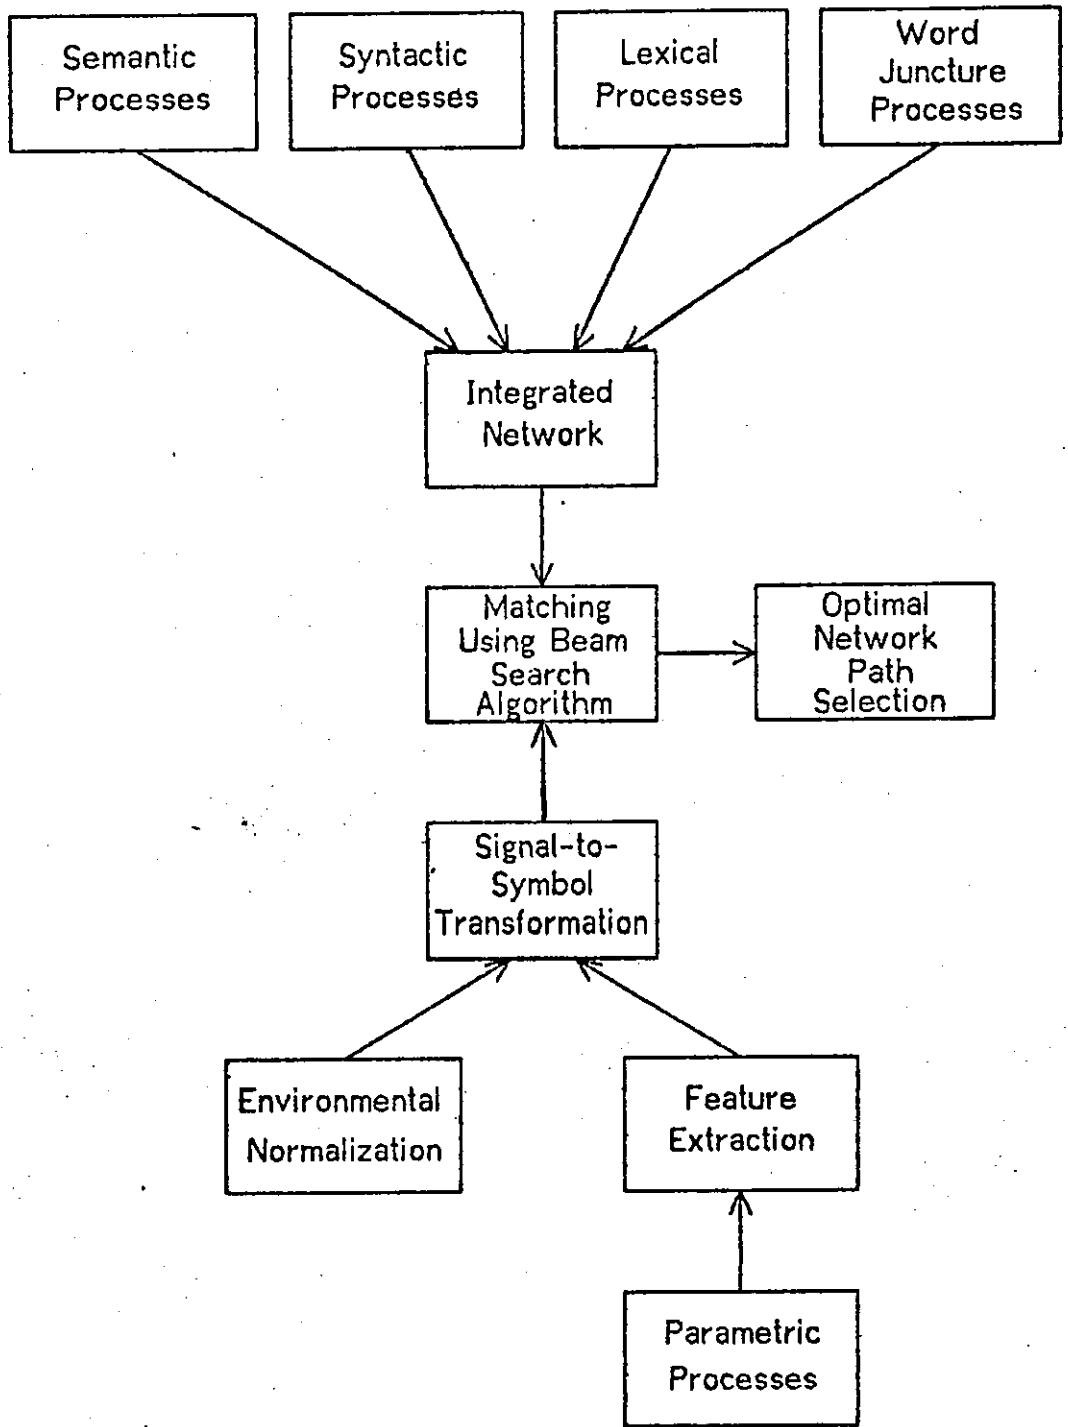 Semantic
Processes
Syntactic
Processes
Lexical
Processes
Word
Juncture
Processes
Integrated
Network
Matching
Using Beam
Search
Algorithm
Optimal
Network
Path
Selection
Signal-to-
Symbol
Transformation
Environmental
Normalization
Feature
Extraction
Parametric
Processes